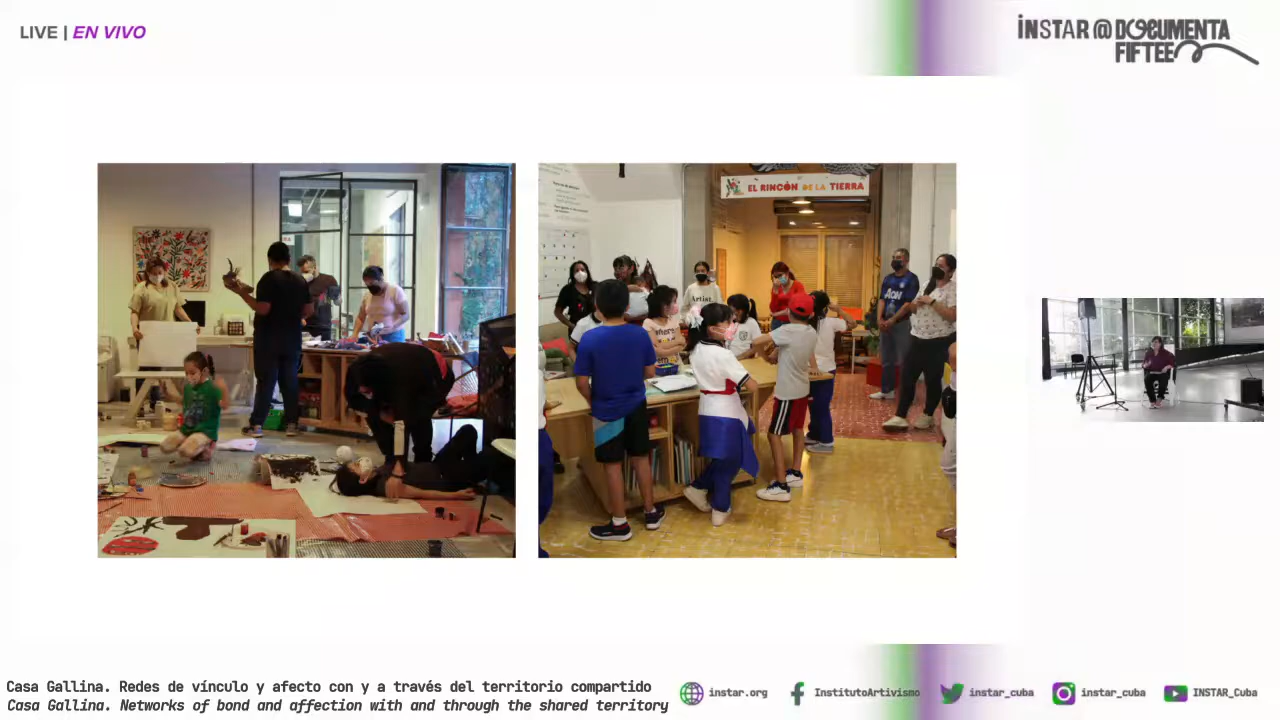 LIVE | EN VIVO
INSTAR @ DOCUMENTA
FIFTEEN
EL RINCÓN DE LA TIERRA
Artist
Casa Gallina. Redes de vínculo y afecto con y a través del territorio compartido
Casa Gallina. Networks of bond and affection with and through the shared territory
instar.org
InstitutoArtivismo
instar_cuba
instar_cuba
INSTAR_Cuba